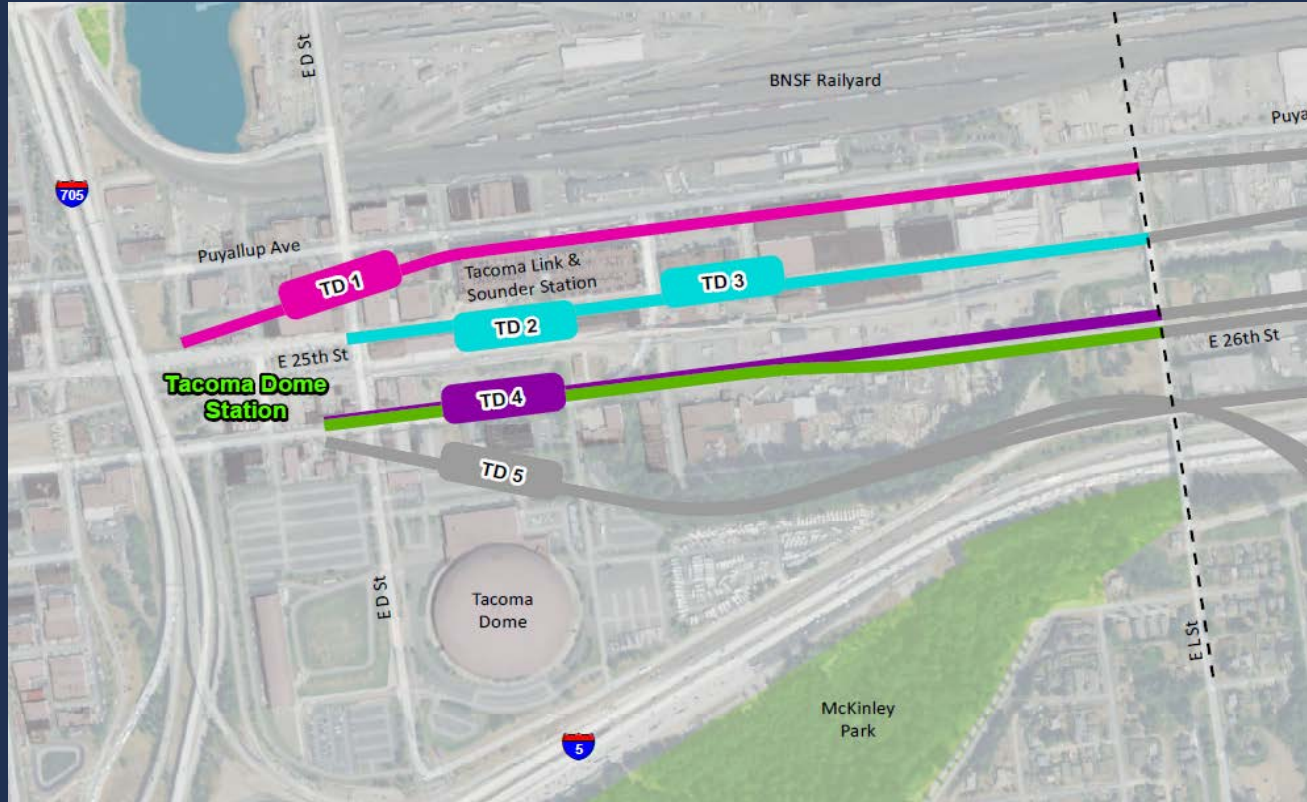 E D St
BNSF Railyard
Puya
705
Puyallup Ave
TD 1
Tacoma Link &
Sounder Station
TD 3
TD 2
E 25th St
E 26th St
Tacoma Dome
Station
TD 4
TD 5
E D St
Tacoma
Dome
E L St
McKinley
Park
5